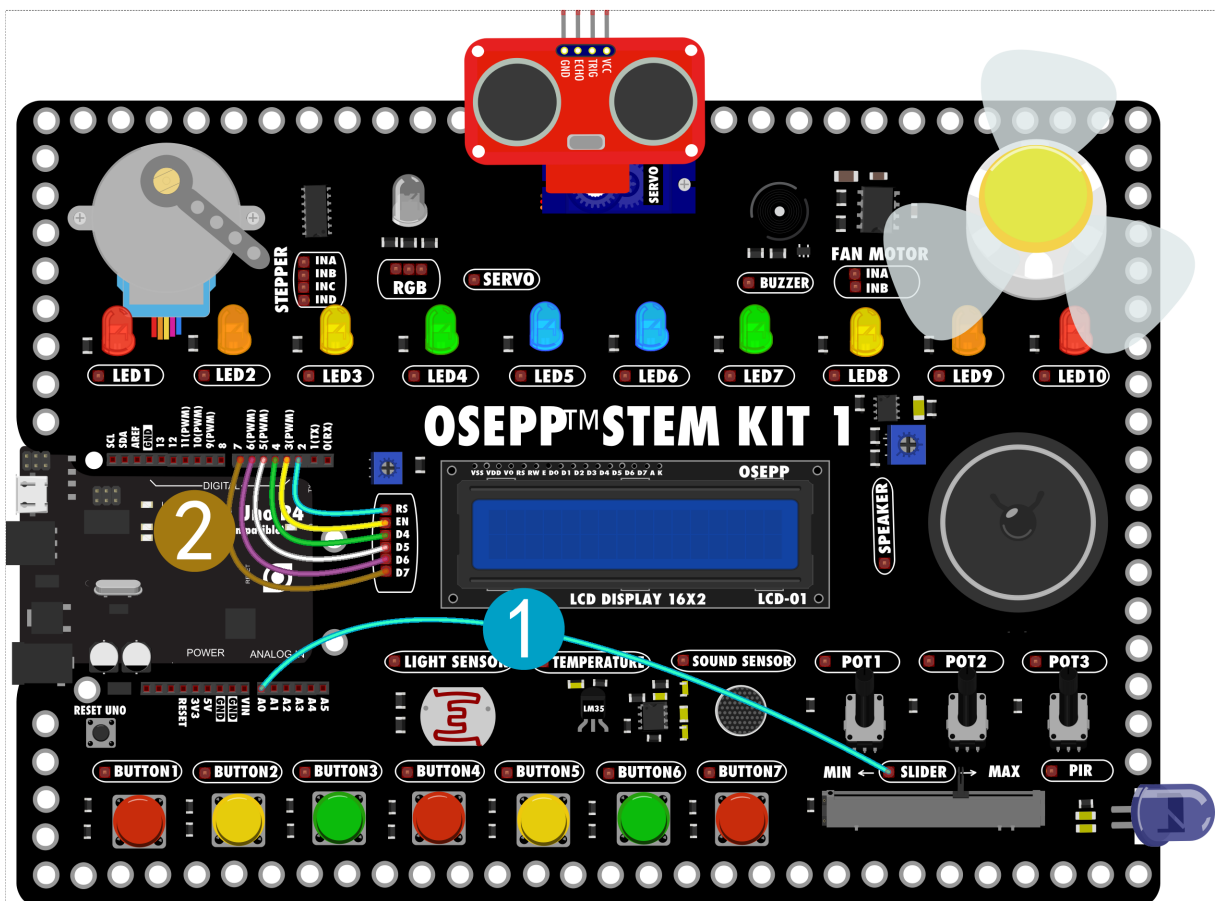 GND
ECHO
TRIG
VCC
SERVO
STEPPER
INA
INB
INC
IND
RGB
SERVO
BUZZER
FAN MOTOR
INA
INB
LED1
LED2
LED3
LED4
LED5
LED6
LED7
LED8
LED9
LED10
OSEPP™STEM KIT 1
SCL
SDA
AREF
GND
13
12
11(PWM)
10(PWM)
9(PWM)
8
7
6(PWM)
5(PWM)
4
3(PWM)
2
1(TX)
0(RX)
DIGITAL
2
Uno R4
RESET
RS
EN
D4
D5
D6
D7
VSS VDD VO RS RW E D0 D1 D2 D3 D4 D5 D6 D7 A K
OSEPP
LCD DISPLAY 16X2
LCD-01
SPEAKER
1
POWER
ANALOG IN
RESET
3V3
5V
GND
GND
VIN
A0
A1
A2
A3
A4
A5
RESET UNO
LIGHT SENSOR
TEMPERATURE
SOUND SENSOR
POT1
POT2
POT3
LM35
BUTTON1
BUTTON2
BUTTON3
BUTTON4
BUTTON5
BUTTON6
BUTTON7
MIN ← SLIDER → MAX
PIR